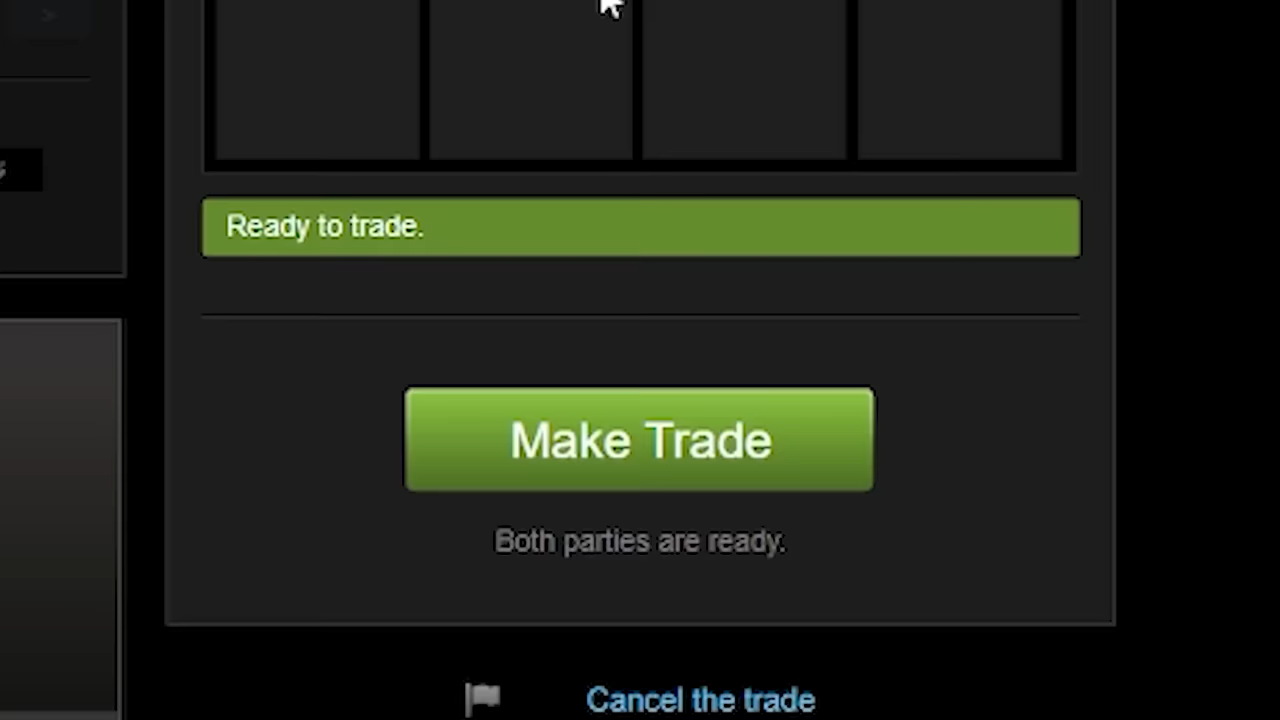 >
Ready to trade.
Make Trade
Both parties are ready.
Cancel the trade